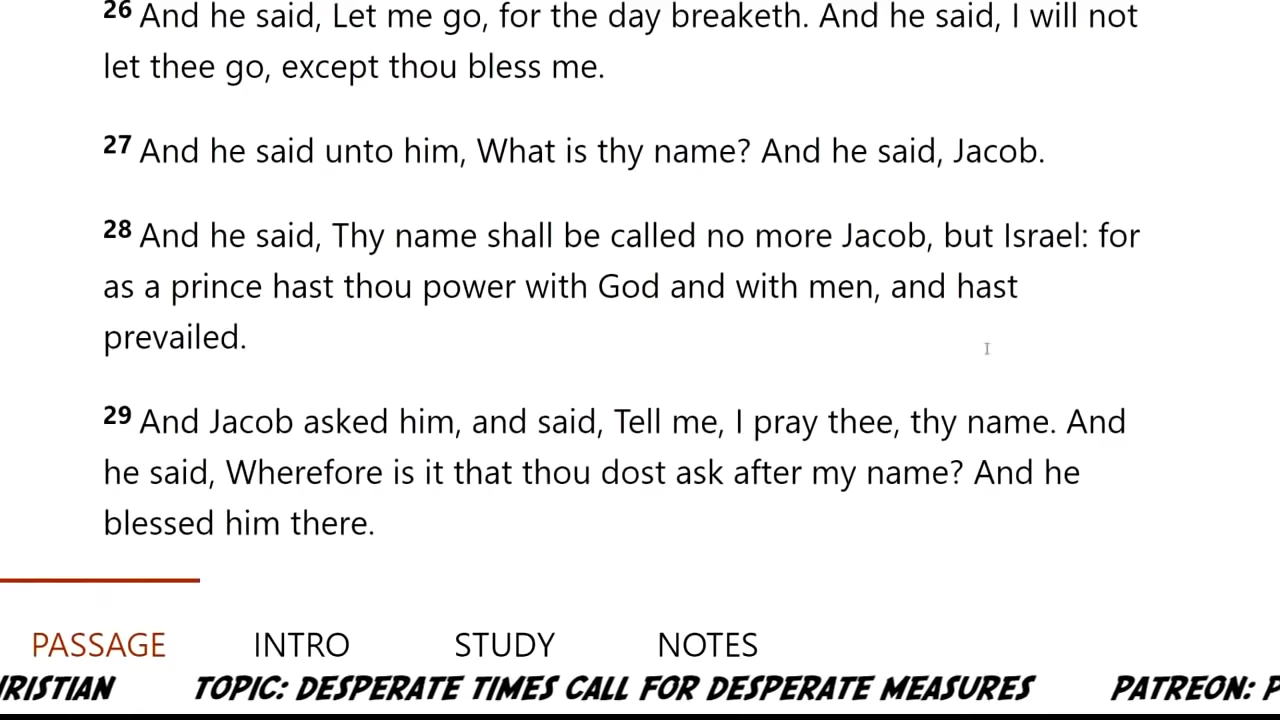 26 And he said, Let me go, for the day breaketh. And he said, I will not
let thee go, except thou bless me.
27 And he said unto him, What is thy name? And he said, Jacob.
28 And he said, Thy name shall be called no more Jacob, but Israel: for
as a prince hast thou power with God and with men, and hast
prevailed.
29 And Jacob asked him, and said, Tell me, I pray thee, thy name. And
he said, Wherefore is it that thou dost ask after my name? And he
blessed him there.
PASSAGE INTRO STUDY NOTES
RISTIAN TOPIC: DESPERATE TIMES CALL FOR DESPERATE MEASURES PATREON: P